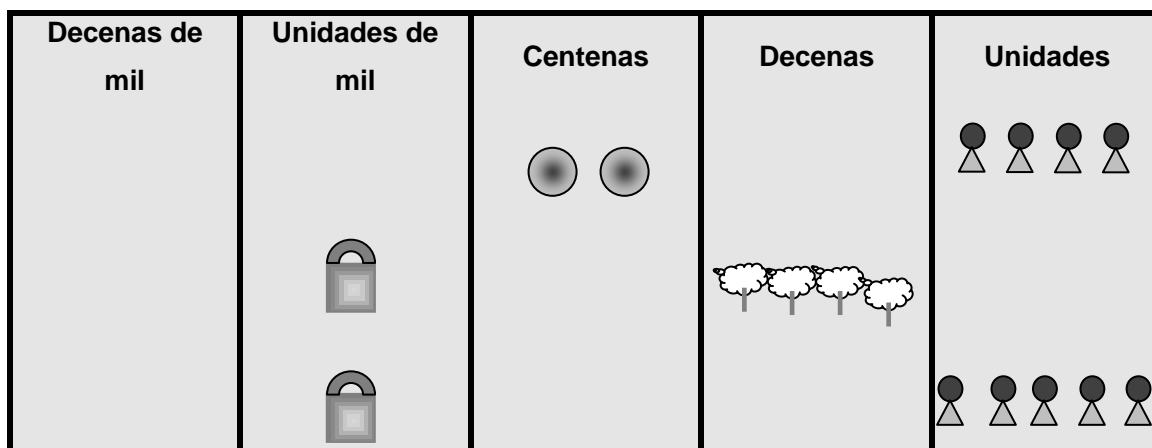 Decenas de
mil
Unidades de
mil
Centenas
Decenas
Unidades